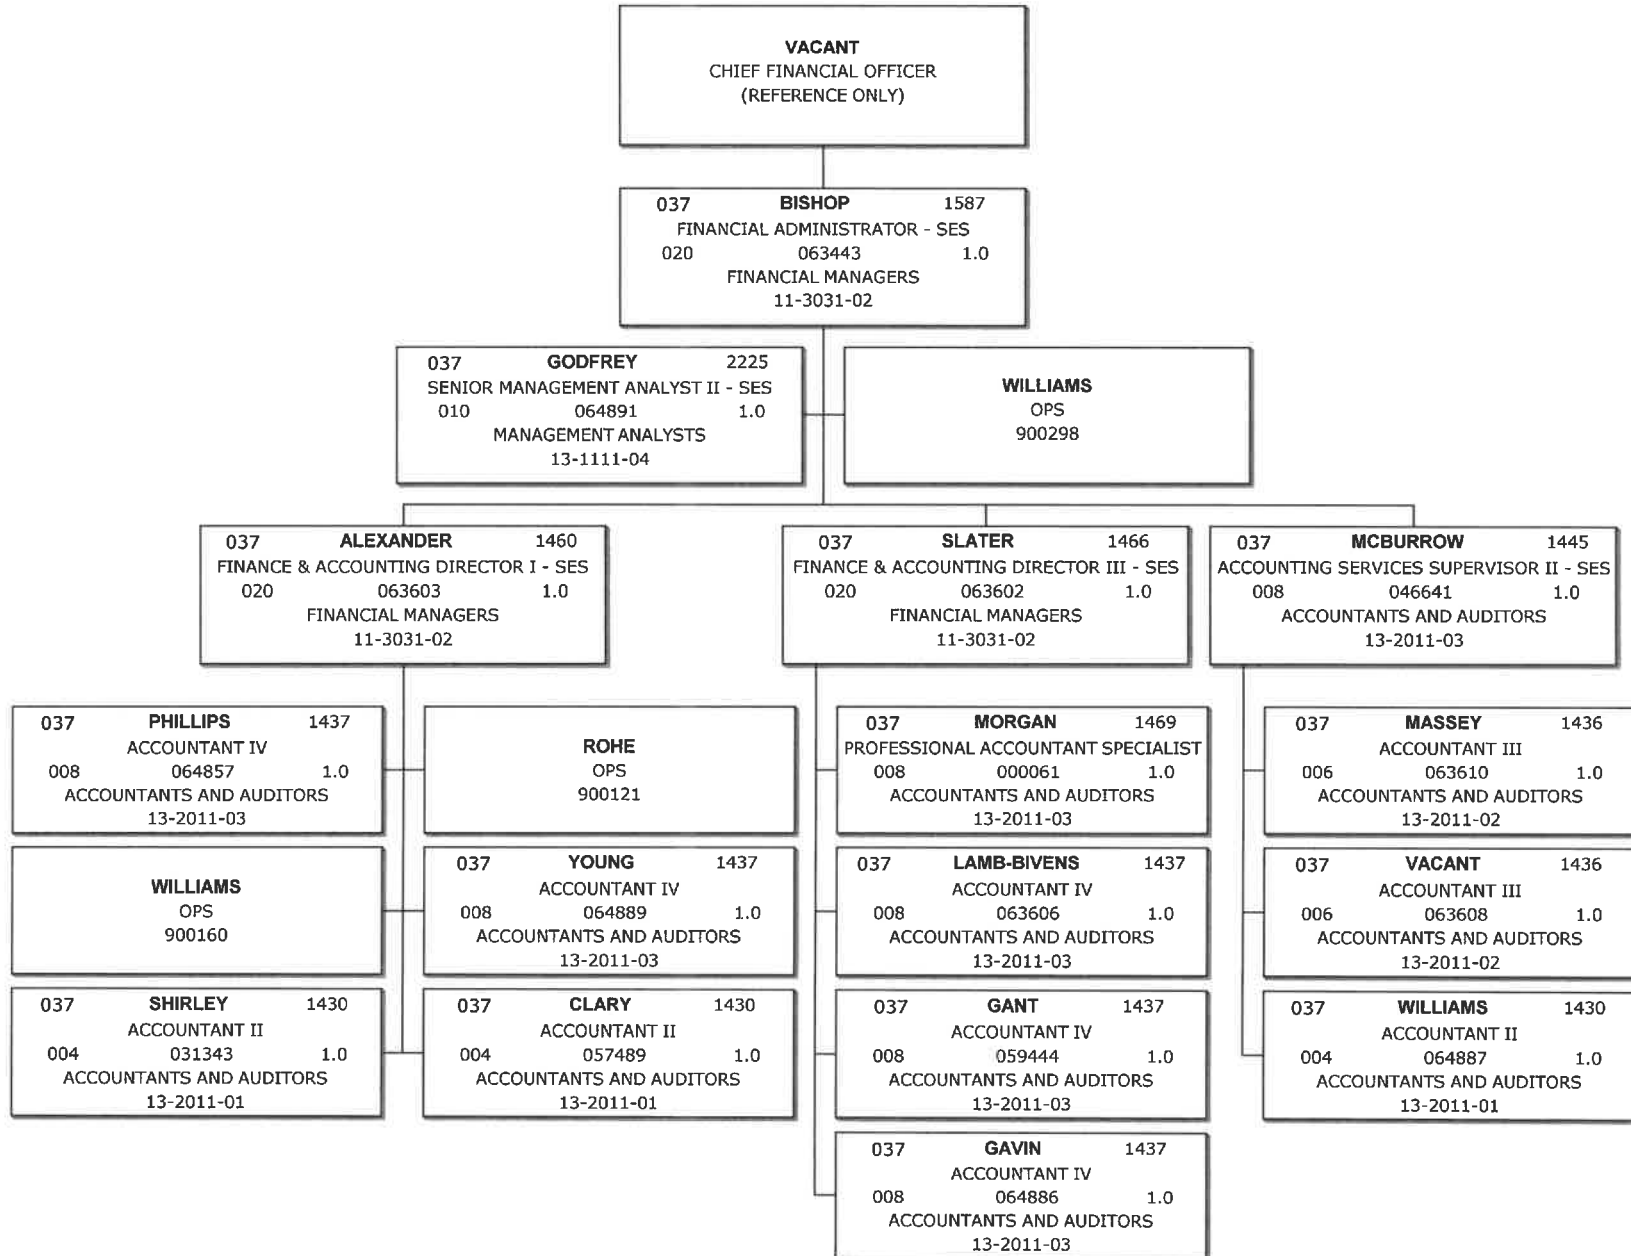 VACANT
CHIEF FINANCIAL OFFICER
(REFERENCE ONLY)
037 BISHOP 1587
FINANCIAL ADMINISTRATOR - SES
020 063443 1.0
FINANCIAL MANAGERS
11-3031-02
037 GODFREY 2225
SENIOR MANAGEMENT ANALYST II - SES
010 064891 1.0
MANAGEMENT ANALYSTS
13-1111-04
WILLIAMS
OPS
900298
037 ALEXANDER 1460
FINANCE & ACCOUNTING DIRECTOR I - SES
020 063603 1.0
FINANCIAL MANAGERS
11-3031-02
037 SLATER 1466
FINANCE & ACCOUNTING DIRECTOR III - SES
020 063602 1.0
FINANCIAL MANAGERS
11-3031-02
037 MCBURROW 1445
ACCOUNTING SERVICES SUPERVISOR II - SES
008 046641 1.0
ACCOUNTANTS AND AUDITORS
13-2011-03
037 PHILLIPS 1437
ACCOUNTANT IV
008 064857 1.0
ACCOUNTANTS AND AUDITORS
13-2011-03
ROHE
OPS
900121
037 MORGAN 1469
PROFESSIONAL ACCOUNTANT SPECIALIST
008 000061 1.0
ACCOUNTANTS AND AUDITORS
13-2011-03
037 MASSEY 1436
ACCOUNTANT III
006 063610 1.0
ACCOUNTANTS AND AUDITORS
13-2011-02
WILLIAMS
OPS
900160
037 YOUNG 1437
ACCOUNTANT IV
008 064889 1.0
ACCOUNTANTS AND AUDITORS
13-2011-03
037 LAMB-BIVENS 1437
ACCOUNTANT IV
008 063606 1.0
ACCOUNTANTS AND AUDITORS
13-2011-03
037 VACANT 1436
ACCOUNTANT III
006 063608 1.0
ACCOUNTANTS AND AUDITORS
13-2011-02
037 SHIRLEY 1430
ACCOUNTANT II
004 031343 1.0
ACCOUNTANTS AND AUDITORS
13-2011-01
037 CLARY 1430
ACCOUNTANT II
004 057489 1.0
ACCOUNTANTS AND AUDITORS
13-2011-01
037 GANT 1437
ACCOUNTANT IV
008 059444 1.0
ACCOUNTANTS AND AUDITORS
13-2011-03
037 WILLIAMS 1430
ACCOUNTANT II
004 064887 1.0
ACCOUNTANTS AND AUDITORS
13-2011-01
037 GAVIN 1437
ACCOUNTANT IV
008 064886 1.0
ACCOUNTANTS AND AUDITORS
13-2011-03